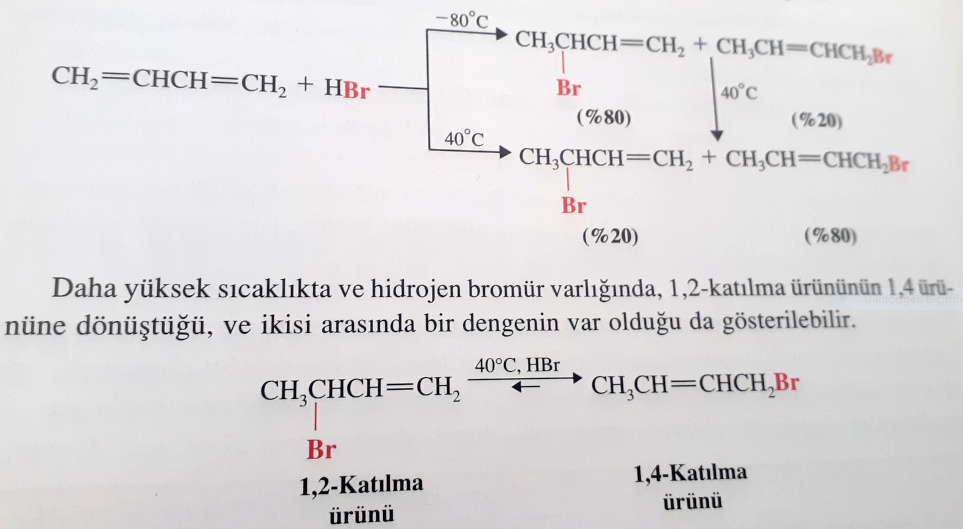 −80°C
CH₃CHCH=CH₂ + CH₃CH=CHCH₂Br
CH₂=CHCH=CH₂ + HBr
Br
40°C
(%80)
(%20)
40°C
CH₃CHCH=CH₂ + CH₃CH=CHCH₂Br
Br
(%20)
(%80)
Daha yüksek sıcaklıkta ve hidrojen bromür varlığında, 1,2-katılma ürününün 1,4 ürü-
nüne dönüştüğü, ve ikisi arasında bir dengenin var olduğu da gösterilebilir.
40°C, HBr
CH₃CHCH=CH₂ CH₃CH=CHCH₂Br
Br
1,2-Katılma
ürünü
1,4-Katılma
ürünü